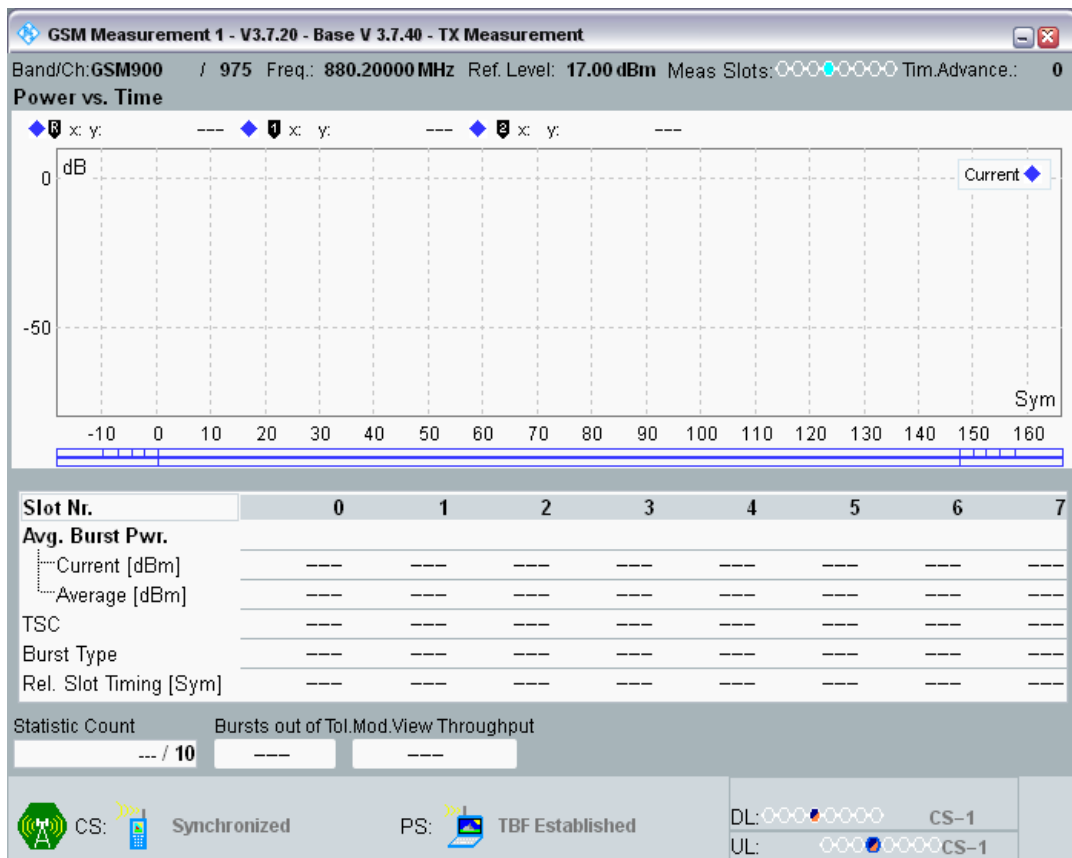 GSM Measurement 1 - V3.7.20 - Base V 3.7.40 - TX Measurement
Band/Ch: GSM900 / 975 Freq.: 880.20000 MHz Ref. Level: 17.00 dBm Meas Slots: Tim.Advance.: 0
Power vs. Time
R x: y: --- 1 x: y: --- 2 x: y: ---
dB
Current
0
-50
Sym
-10 0 10 20 30 40 50 60 70 80 90 100 110 120 130 140 150 160
Slot Nr. 0 1 2 3 4 5 6 7
Avg. Burst Pwr.
Current [dBm] --- --- --- --- --- --- --- ---
Average [dBm] --- --- --- --- --- --- --- ---
TSC --- --- --- --- --- --- --- ---
Burst Type --- --- --- --- --- --- --- ---
Rel. Slot Timing [Sym] --- --- --- --- --- --- --- ---
Statistic Count Bursts out of Tol. Mod.View Throughput
--- / 10 --- ---
CS: Synchronized PS: TBF Established DL: CS-1
UL: CS-1